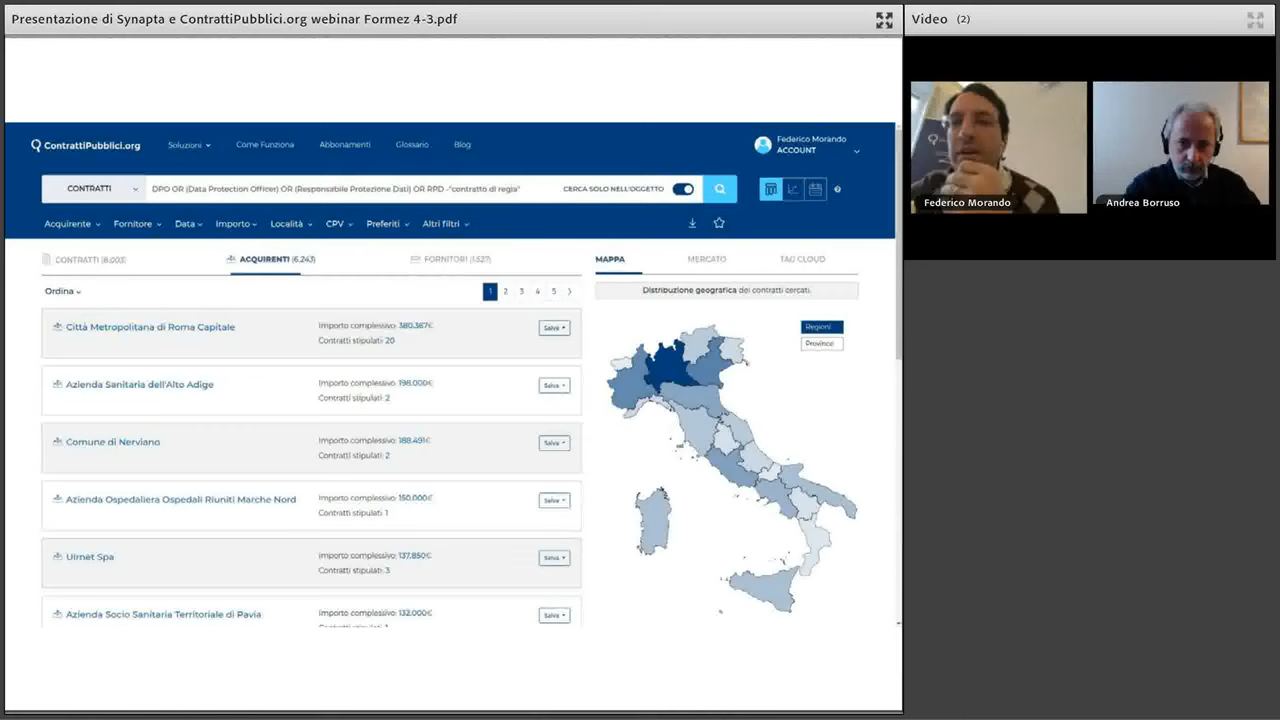 Presentazione di Synapta e ContrattiPubblici.org webinar Formez 4-3.pdf
Video (2)
ContrattiPubblici.org
Soluzioni
Come Funziona
Abbonamenti
Glossario
Blog
Federico Morando
ACCOUNT
CONTRATTI
DPO OR (Data Protection Officer) OR (Responsabile Protezione Dati) OR RPD -"contratto di regia"
CERCA SOLO NELL'OGGETTO
Acquirente
Fornitore
Data
Importo
Località
CPV
Preferiti
Altri filtri
CONTRATTI (8.003)
ACQUIRENTI (6.243)
FORNITORI (1.527)
MAPPA
MERCATO
TAG CLOUD
Ordina
1 2 3 4 5
Distribuzione geografica dei contratti cercati.
Regioni
Province
Città Metropolitana di Roma Capitale
Importo complessivo: 380.367€
Contratti stipulati: 20
Salva
Azienda Sanitaria dell'Alto Adige
Importo complessivo: 198.000€
Contratti stipulati: 2
Salva
Comune di Nerviano
Importo complessivo: 188.491€
Contratti stipulati: 2
Salva
Azienda Ospedaliera Ospedali Riuniti Marche Nord
Importo complessivo: 150.000€
Contratti stipulati: 1
Salva
Uirnet Spa
Importo complessivo: 137.850€
Contratti stipulati: 3
Salva
Azienda Socio Sanitaria Territoriale di Pavia
Importo complessivo: 132.000€
Salva
Federico Morando
Andrea Borruso